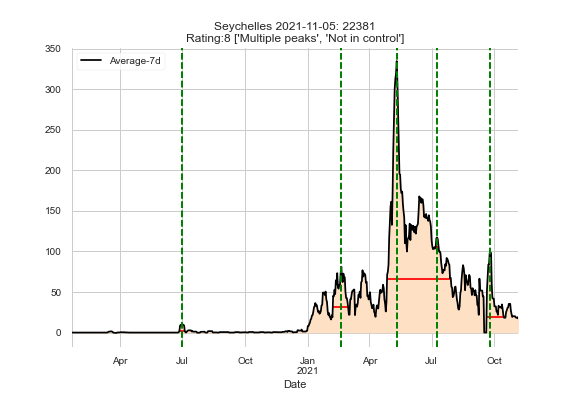 Seychelles 2021-11-05: 22381
Rating:8 ['Multiple peaks', 'Not in control']
350
Average-7d
300
250
200
150
100
50
0
Apr Jul Oct Jan Apr Jul Oct
2021
Date